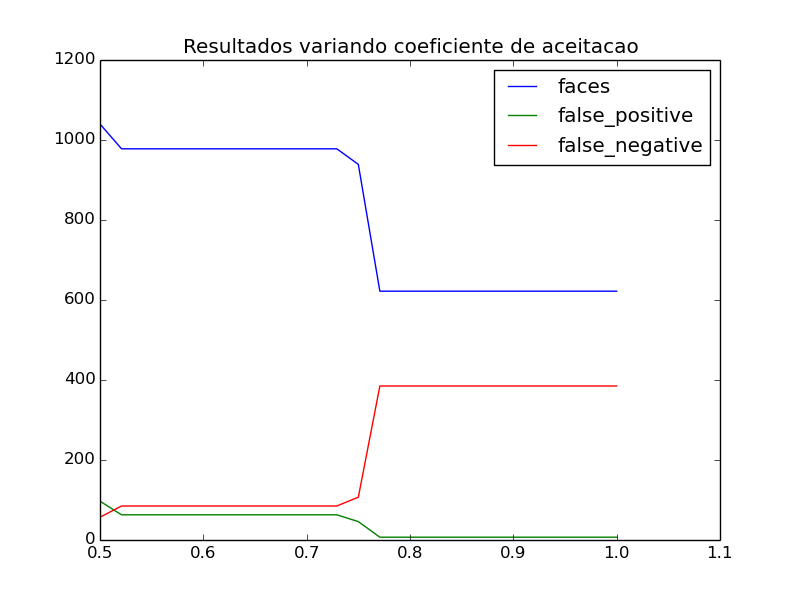 Resultados variando coeficiente de aceitacao
1200
1000
800
600
400
200
0
0.5 0.6 0.7 0.8 0.9 1.0 1.1
faces
false_positive
false_negative